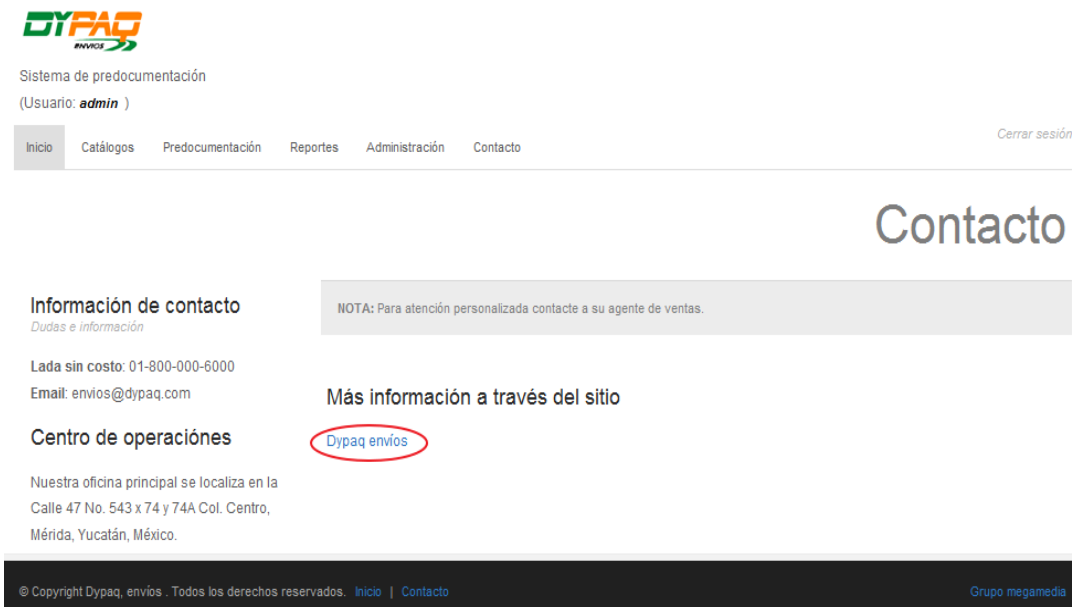 DYPAQ
ENVIOS
Sistema de predocumentación
(Usuario: admin )
Inicio Catálogos Predocumentación Reportes Administración Contacto
Cerrar sesión
Contacto
Información de contacto
Dudas e información
Lada sin costo: 01-800-000-6000
Email: envios@dypaq.com
Centro de operaciónes
Nuestra oficina principal se localiza en la
Calle 47 No. 543 x 74 y 74A Col. Centro,
Mérida, Yucatán, México.
NOTA: Para atención personalizada contacte a su agente de ventas.
Más información a través del sitio
Dypaq envíos
© Copyright Dypaq, envíos . Todos los derechos reservados. Inicio | Contacto
Grupo megamedia